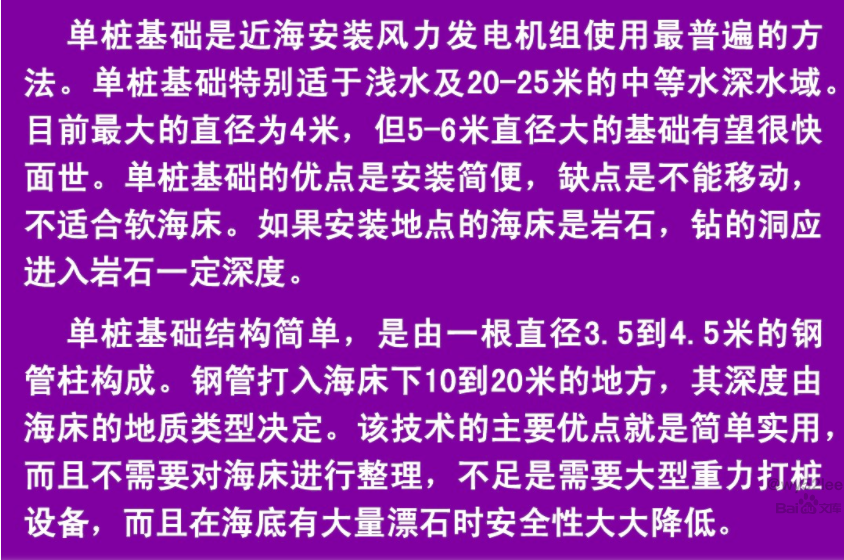 单桩基础是近海安装风力发电机组使用最普遍的方
法。单桩基础特别适于浅水及20-25米的中等水深水域。
目前最大的直径为4米，但5-6米直径大的基础有望很快
面世。单桩基础的优点是安装简便，缺点是不能移动，
不适合软海床。如果安装地点的海床是岩石，钻的洞应
进入岩石一定深度。
单桩基础结构简单，是由一根直径3.5到4.5米的钢
管柱构成。钢管打入海床下10到20米的地方，其深度由
海床的地质类型决定。该技术的主要优点就是简单实用，
而且不需要对海床进行整理，不足是需要大型重力打桩
设备，而且在海底有大量漂石时安全性大大降低。
Bai 文库